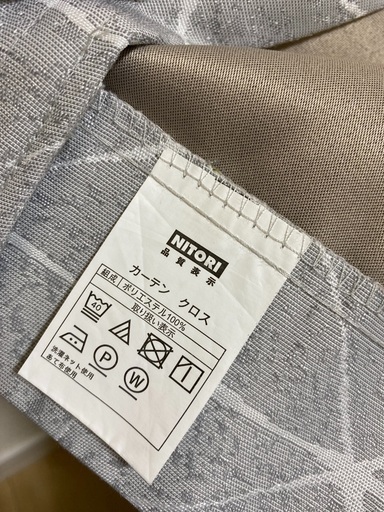 NITORI
品質表示
カーテン クロス
組成 ポリエステル100%
取り扱い表示
40
P W
洗濯ネット使用
あて布使用